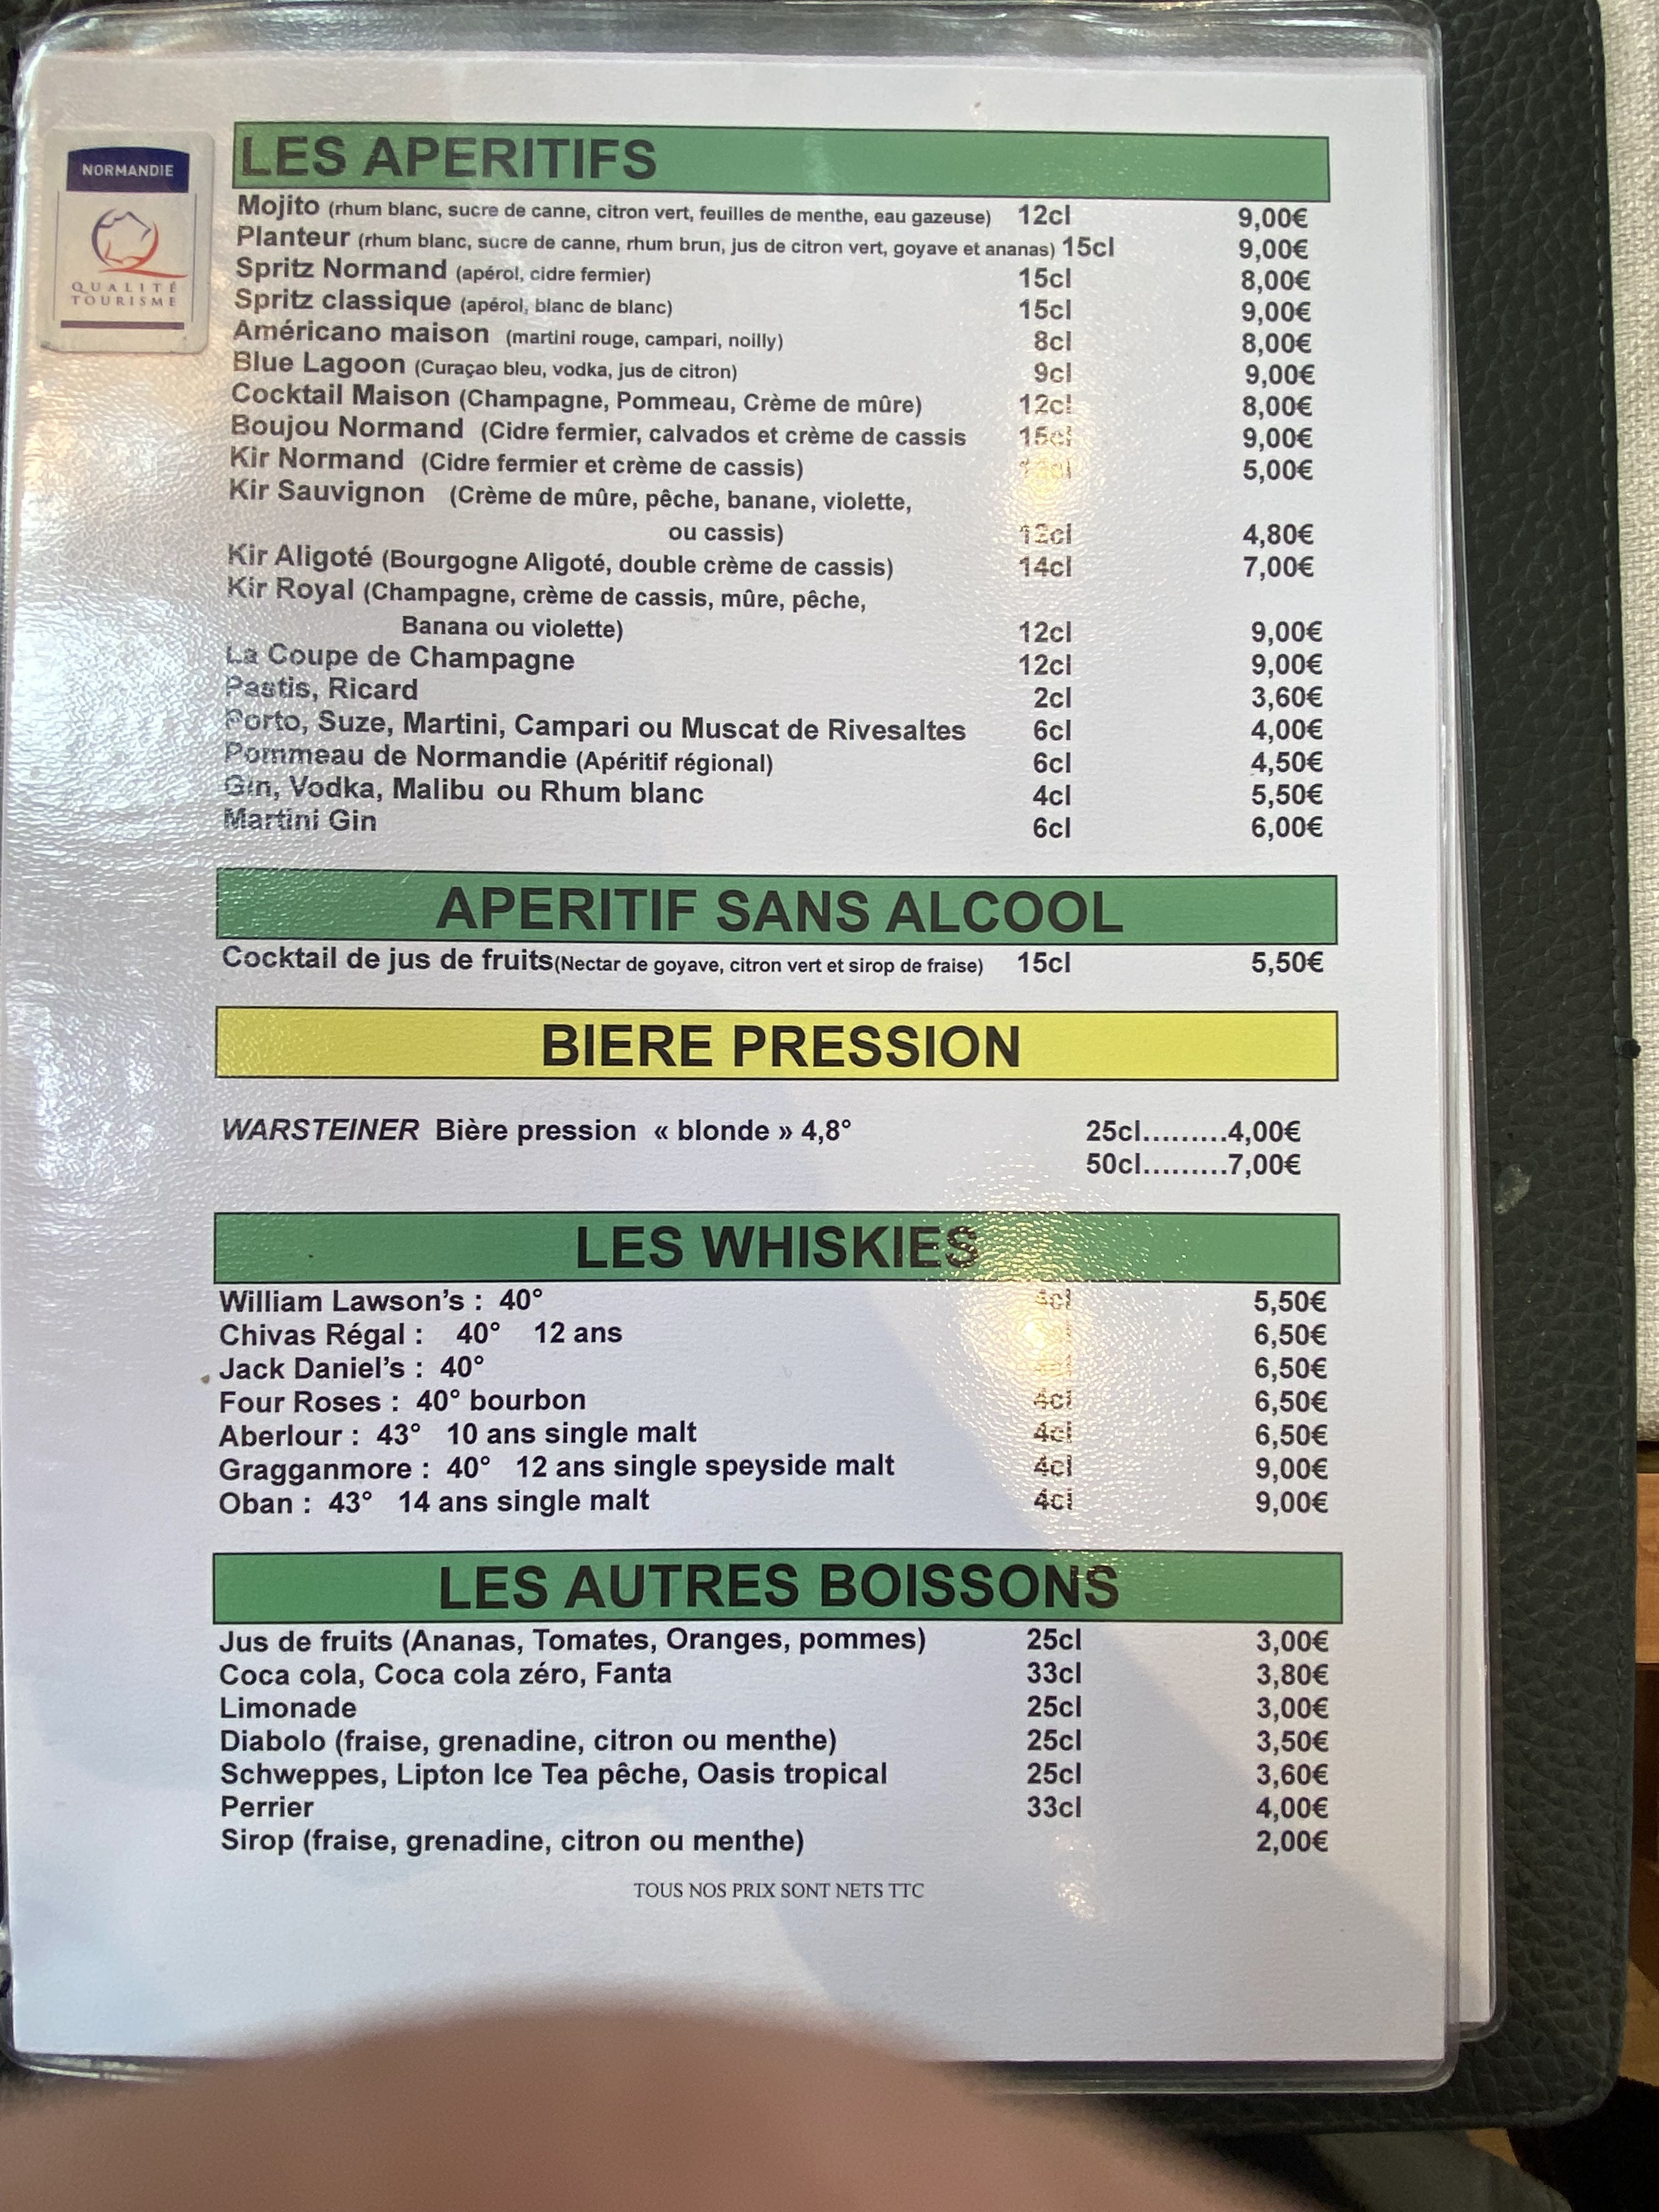 NORMANDIE
QUALITÉ
TOURISME
LES APERITIFS
Mojito (rhum blanc, sucre de canne, citron vert, feuilles de menthe, eau gazeuse) 12cl 9,00€
Planteur (rhum blanc, sucre de canne, rhum brun, jus de citron vert, goyave et ananas) 15cl 9,00€
Spritz Normand (apérol, cidre fermier) 15cl 8,00€
Spritz classique (apérol, blanc de blanc) 15cl 9,00€
Américano maison (martini rouge, campari, noilly) 8cl 8,00€
Blue Lagoon (Curaçao bleu, vodka, jus de citron) 9cl 9,00€
Cocktail Maison (Champagne, Pommeau, Crème de mûre) 12cl 8,00€
Boujou Normand (Cidre fermier, calvados et crème de cassis 15cl 9,00€
Kir Normand (Cidre fermier et crème de cassis) 5,00€
Kir Sauvignon (Crème de mûre, pêche, banane, violette,
ou cassis) 12cl 4,80€
Kir Aligoté (Bourgogne Aligoté, double crème de cassis) 14cl 7,00€
Kir Royal (Champagne, crème de cassis, mûre, pêche,
Banana ou violette) 12cl 9,00€
La Coupe de Champagne 12cl 9,00€
Pastis, Ricard 2cl 3,60€
Porto, Suze, Martini, Campari ou Muscat de Rivesaltes 6cl 4,00€
Pommeau de Normandie (Apéritif régional) 6cl 4,50€
Gin, Vodka, Malibu ou Rhum blanc 4cl 5,50€
Martini Gin 6cl 6,00€
APERITIF SANS ALCOOL
Cocktail de jus de fruits(Nectar de goyave, citron vert et sirop de fraise) 15cl 5,50€
BIERE PRESSION
WARSTEINER Bière pression « blonde » 4,8° 25cl.........4,00€
50cl.........7,00€
LES WHISKIES
William Lawson's : 40° 4cl 5,50€
Chivas Régal : 40° 12 ans 6,50€
Jack Daniel's : 40° 6,50€
Four Roses : 40° bourbon 4cl 6,50€
Aberlour : 43° 10 ans single malt 4cl 6,50€
Gragganmore : 40° 12 ans single speyside malt 4cl 9,00€
Oban : 43° 14 ans single malt 4cl 9,00€
LES AUTRES BOISSONS
Jus de fruits (Ananas, Tomates, Oranges, pommes) 25cl 3,00€
Coca cola, Coca cola zéro, Fanta 33cl 3,80€
Limonade 25cl 3,00€
Diabolo (fraise, grenadine, citron ou menthe) 25cl 3,50€
Schweppes, Lipton Ice Tea pêche, Oasis tropical 25cl 3,60€
Perrier 33cl 4,00€
Sirop (fraise, grenadine, citron ou menthe) 2,00€
TOUS NOS PRIX SONT NETS TTC